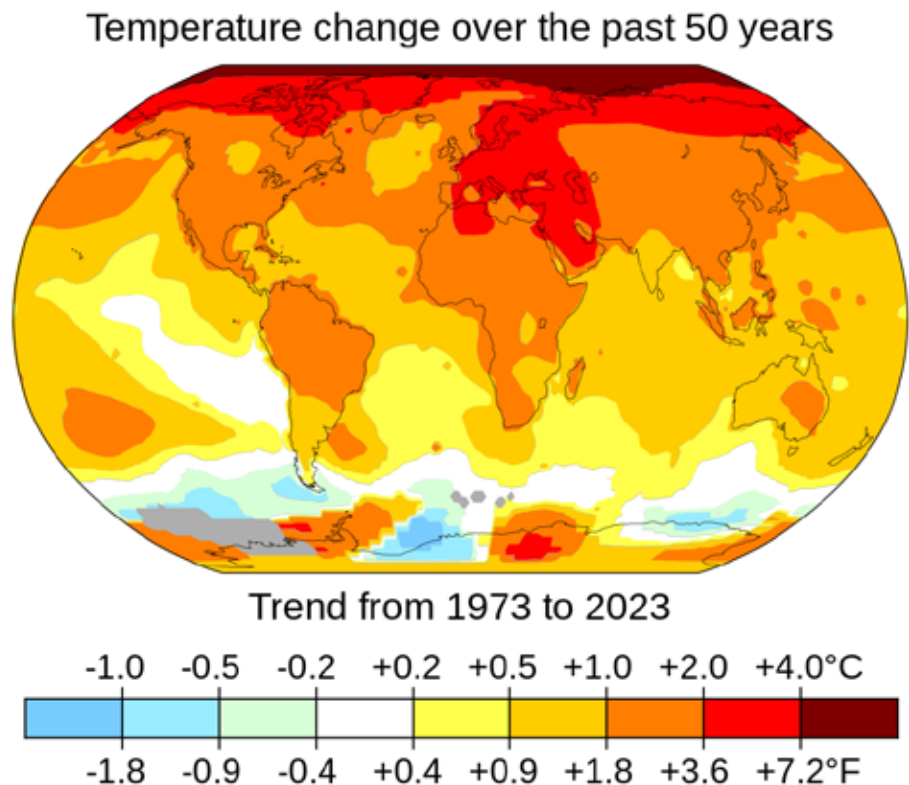 Temperature change over the past 50 years
Trend from 1973 to 2023
-1.0 -0.5 -0.2 +0.2 +0.5 +1.0 +2.0 +4.0°C
-1.8 -0.9 -0.4 +0.4 +0.9 +1.8 +3.6 +7.2°F